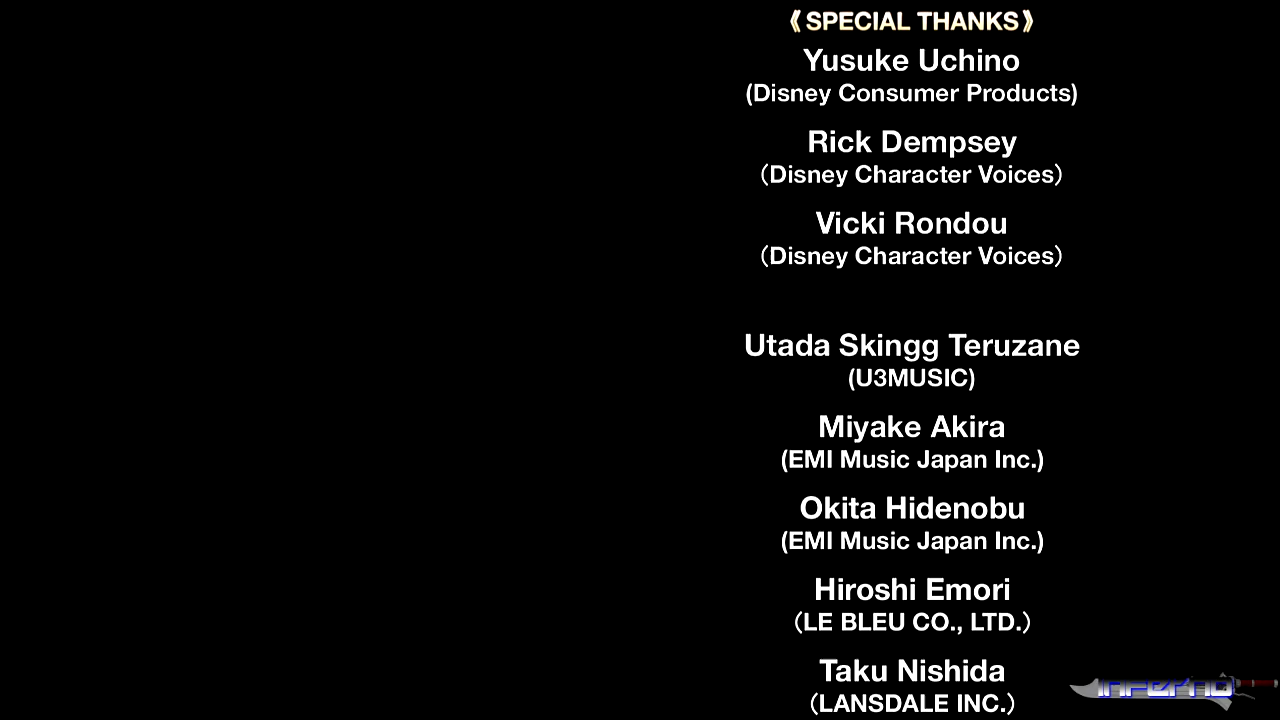 《SPECIAL THANKS》
Yusuke Uchino
(Disney Consumer Products)
Rick Dempsey
(Disney Character Voices)
Vicki Rondou
(Disney Character Voices)
Utada Skingg Teruzane
(U3MUSIC)
Miyake Akira
(EMI Music Japan Inc.)
Okita Hidenobu
(EMI Music Japan Inc.)
Hiroshi Emori
(LE BLEU CO., LTD.)
Taku Nishida
(LANSDALE INC.)
INFERNO